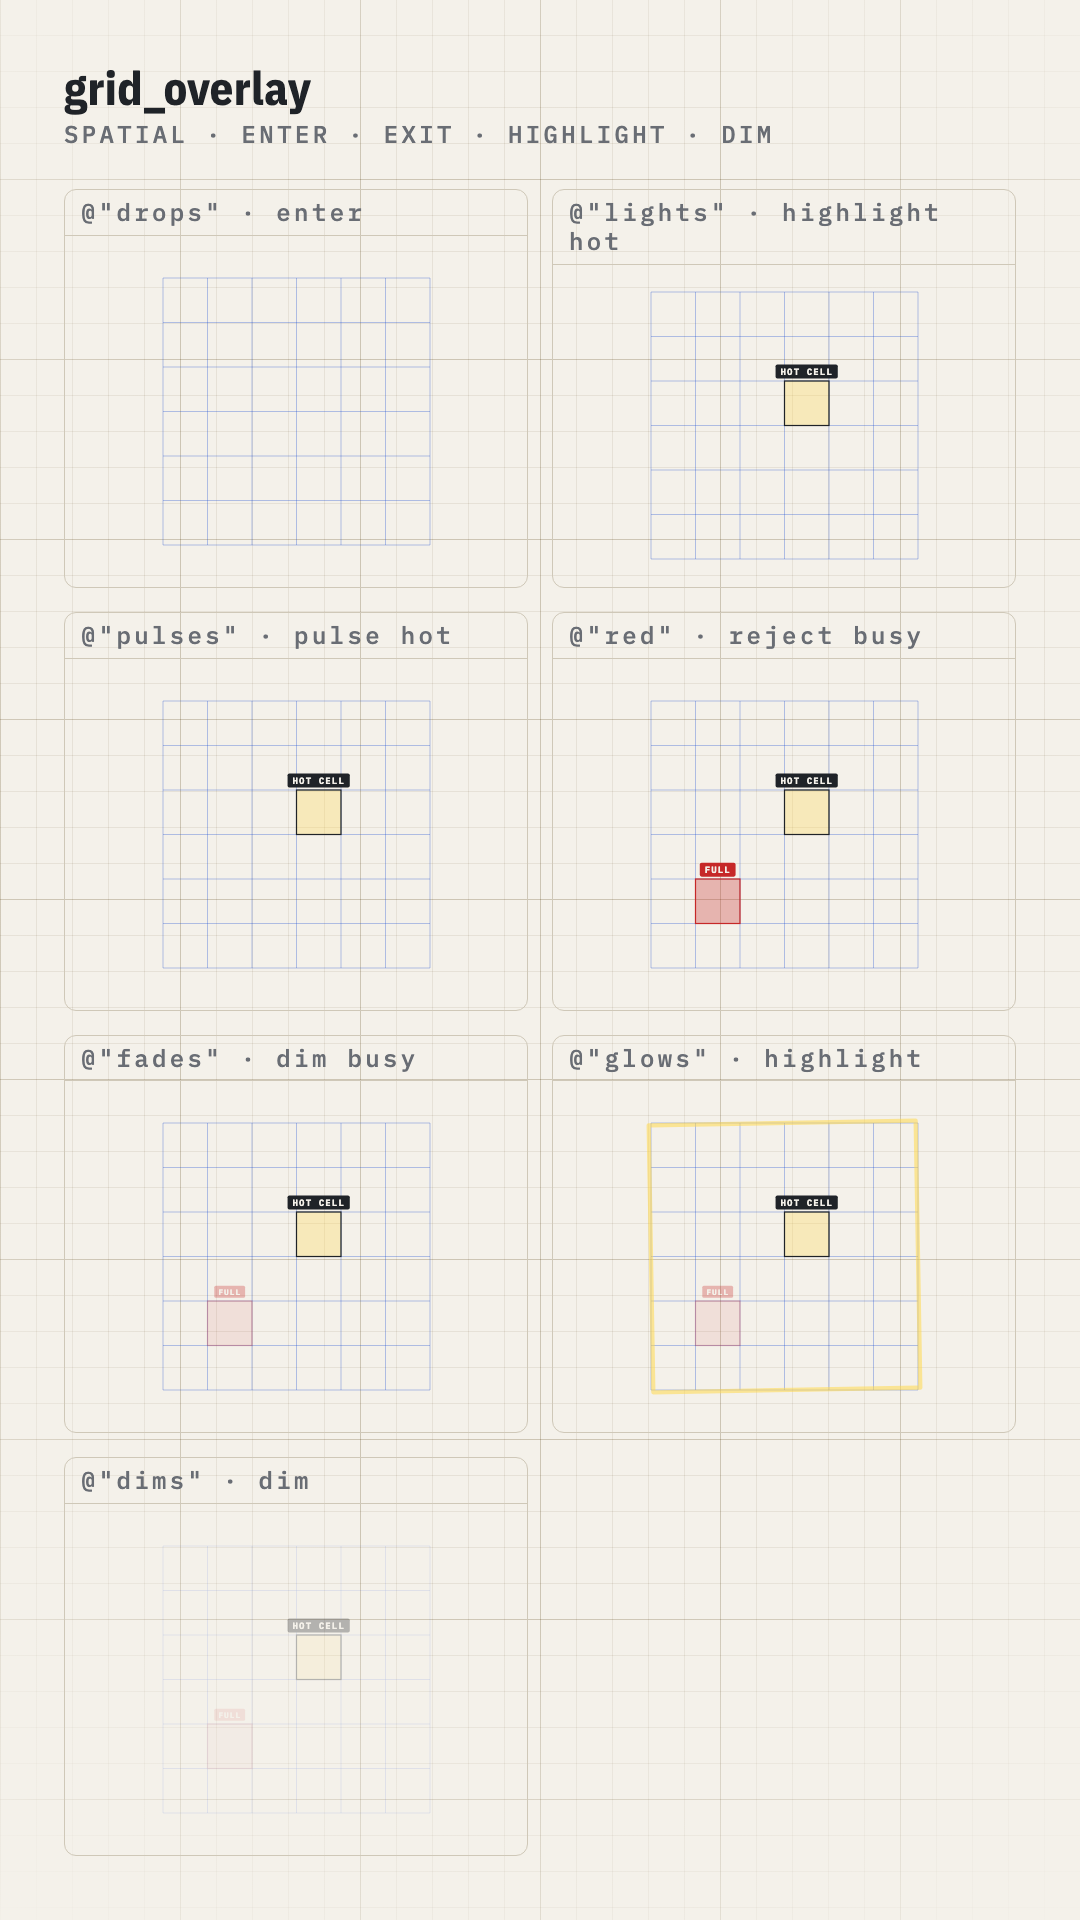 grid_overlay
SPATIAL · ENTER · EXIT · HIGHLIGHT · DIM
@"drops" · enter
@"lights" · highlight
hot
HOT CELL
@"pulses" · pulse hot
HOT CELL
@"red" · reject busy
HOT CELL
FULL
@"fades" · dim busy
HOT CELL
FULL
@"glows" · highlight
HOT CELL
FULL
@"dims" · dim
HOT CELL
FULL